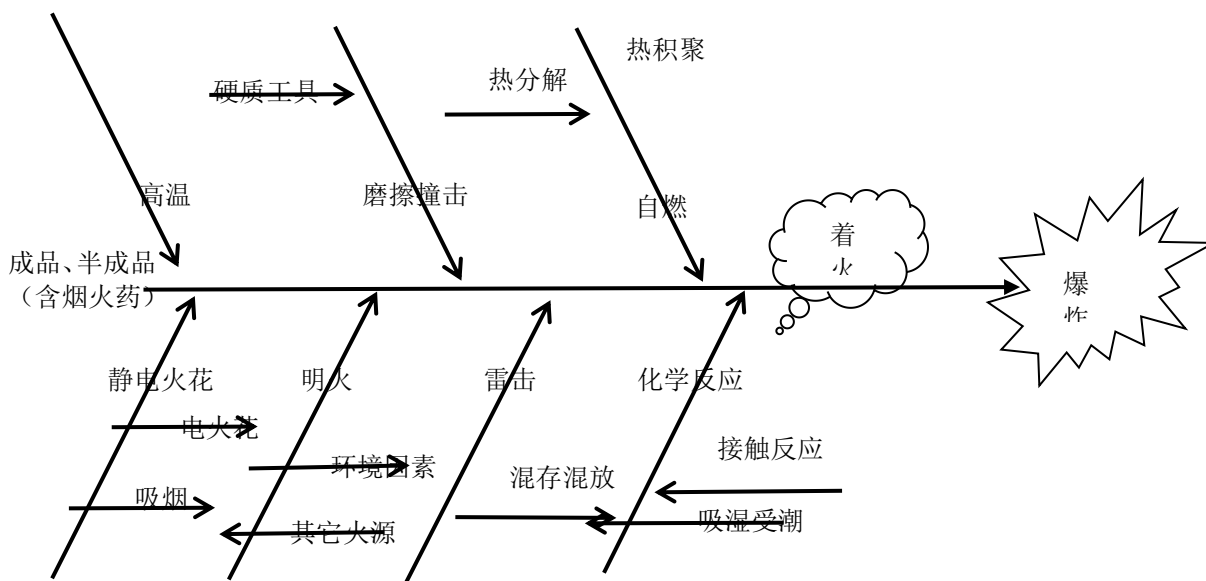 热积聚
热分解
硬质工具
高温
磨擦撞击
自燃
着
火
成品、半成品
（含烟火药）
爆
炸
静电火花
明火
雷击
化学反应
电火花
接触反应
环境因素
混存混放
吸烟
吸湿受潮
其它火源